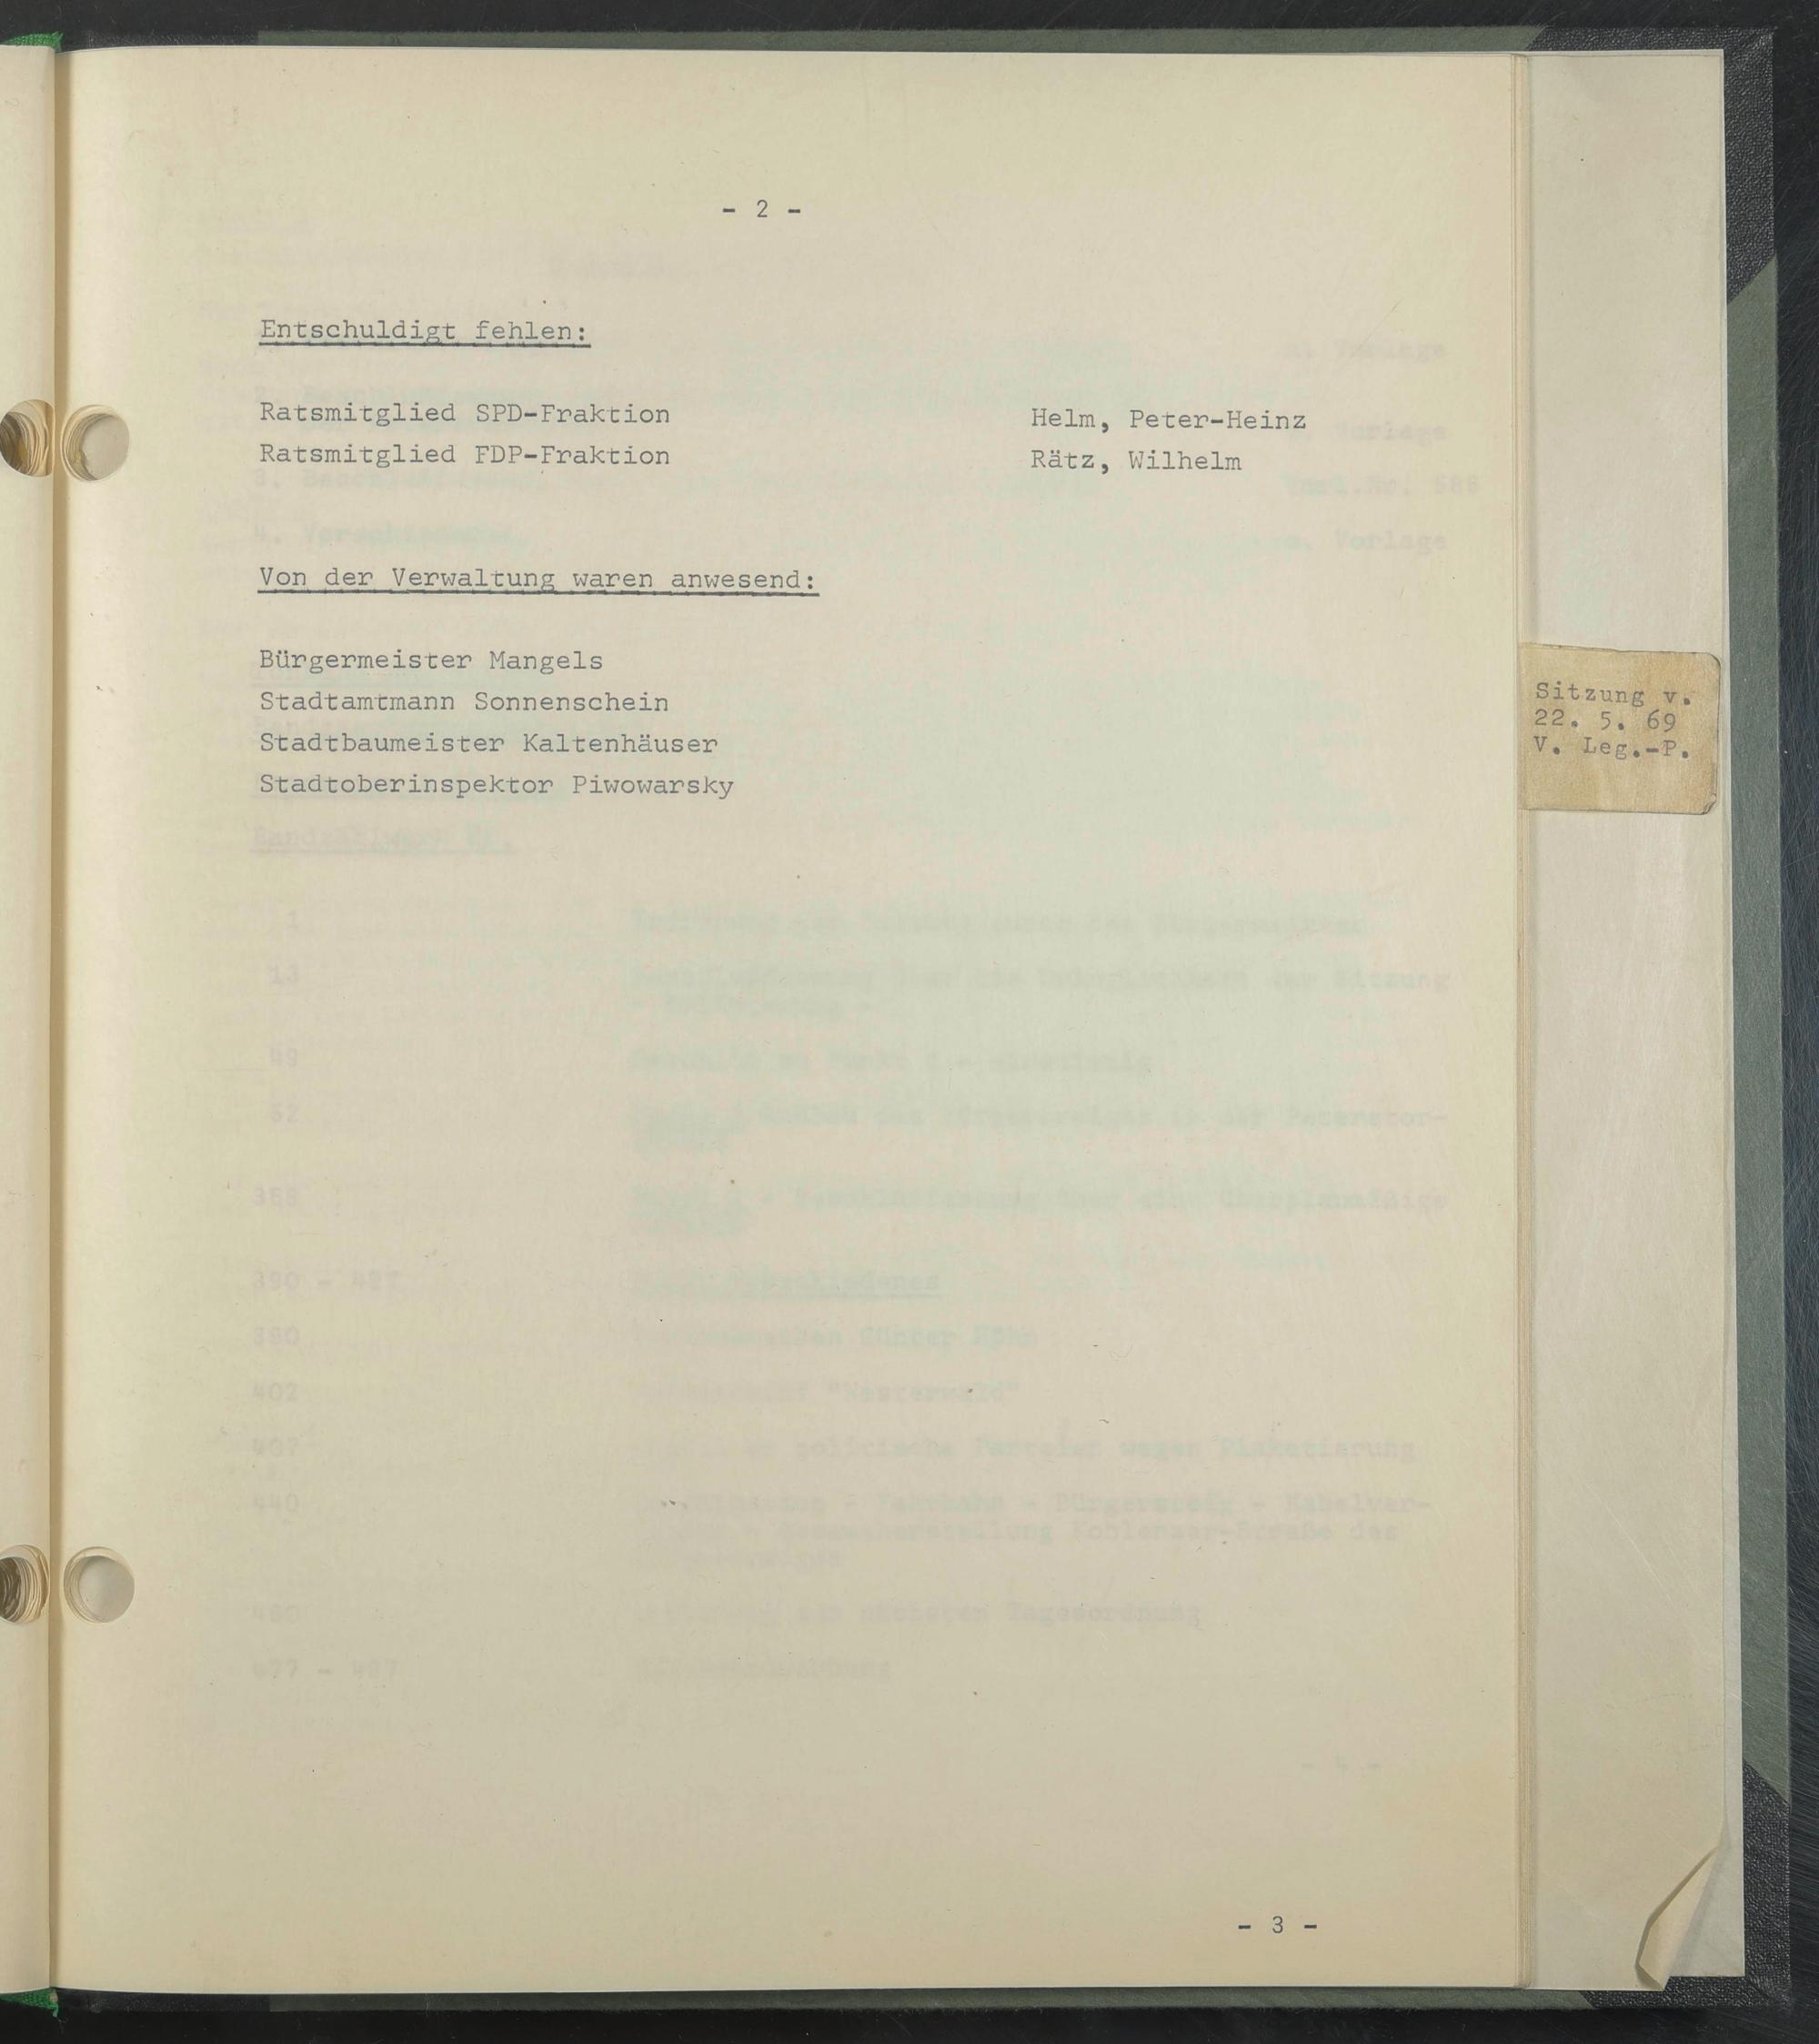 - 2 -
Entschuldigt fehlen:
Ratsmitglied SPD-Fraktion Helm, Peter-Heinz
Ratsmitglied FDP-Fraktion Rätz, Wilhelm
Von der Verwaltung waren anwesend:
Bürgermeister Mangels
Stadtamtmann Sonnenschein
Stadtbaumeister Kaltenhäuser
Stadtoberinspektor Piwowarsky
- 3 -
Sitzung v.
22. 5. 69
V. Leg.-P.